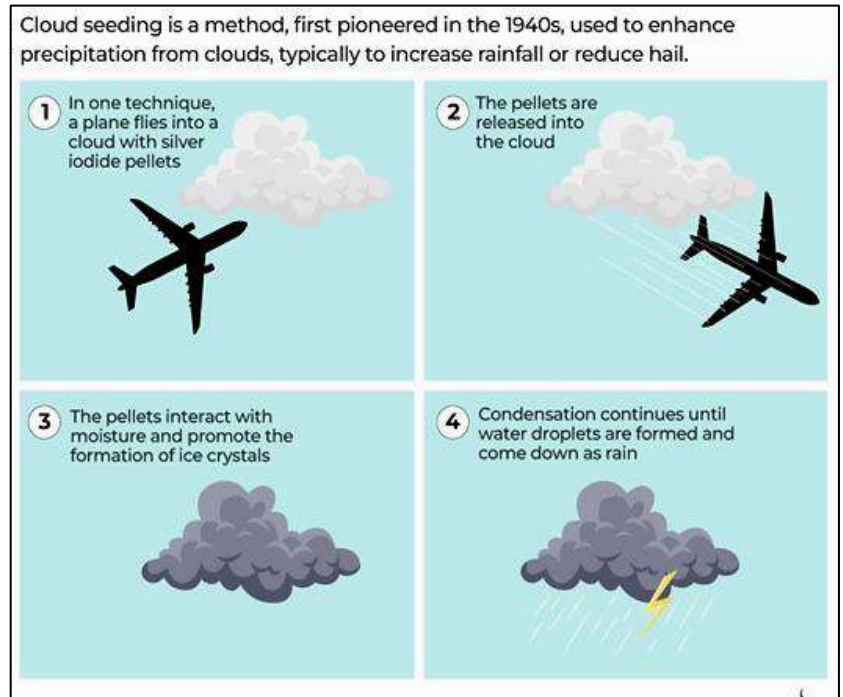 Cloud seeding is a method, first pioneered in the 1940s, used to enhance
precipitation from clouds, typically to increase rainfall or reduce hail.
1
In one technique,
a plane flies into a
cloud with silver
iodide pellets
2
The pellets are
released into
the cloud
3
The pellets interact with
moisture and promote the
formation of ice crystals
4
Condensation continues until
water droplets are formed and
come down as rain